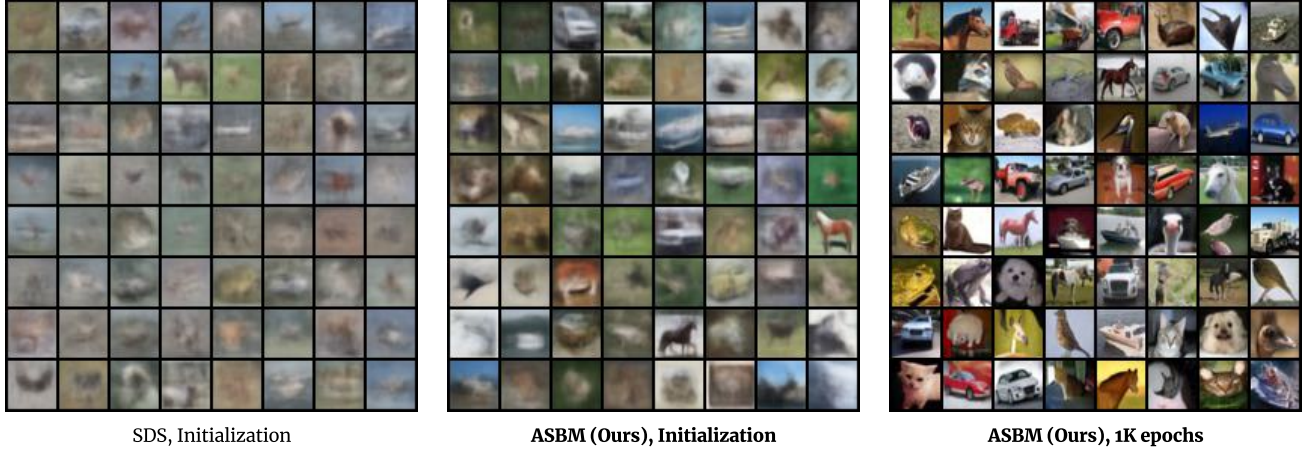 SDS, Initialization
ASBM (Ours), Initialization
ASBM (Ours), 1K epochs